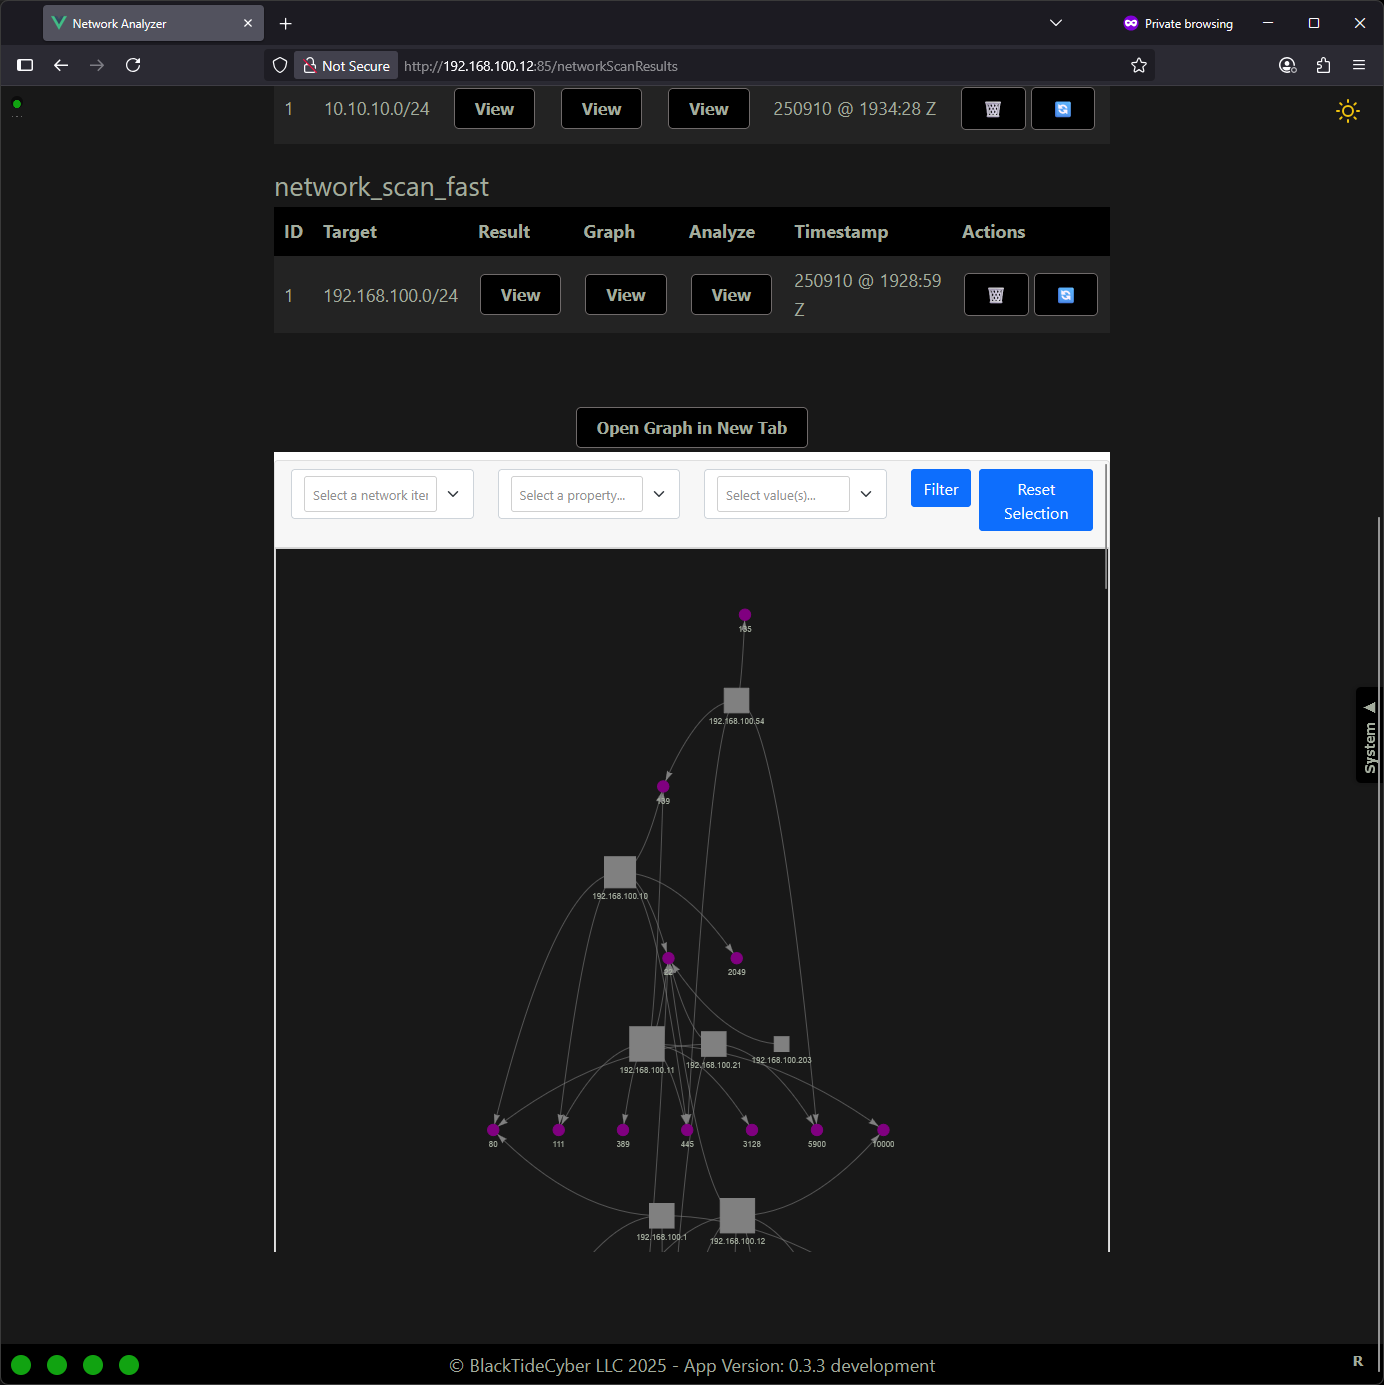 Network Analyzer
Private browsing
Not Secure http://192.168.100.12:85/networkScanResults
1 10.10.10.0/24 View View View 250910 @ 1934:28 Z
network_scan_fast
ID Target Result Graph Analyze Timestamp Actions
1 192.168.100.0/24 View View View 250910 @ 1928:59
Z
Open Graph in New Tab
Select a network iter Select a property... Select value(s)... Filter Reset
Selection
135
192.168.100.54
139
192.168.100.10
22 2049
192.168.100.11 192.168.100.21 192.168.100.203
80 111 389 445 3128 5900 10000
192.168.100.1 192.168.100.12
System ◀
© BlackTideCyber LLC 2025 - App Version: 0.3.3 development
R